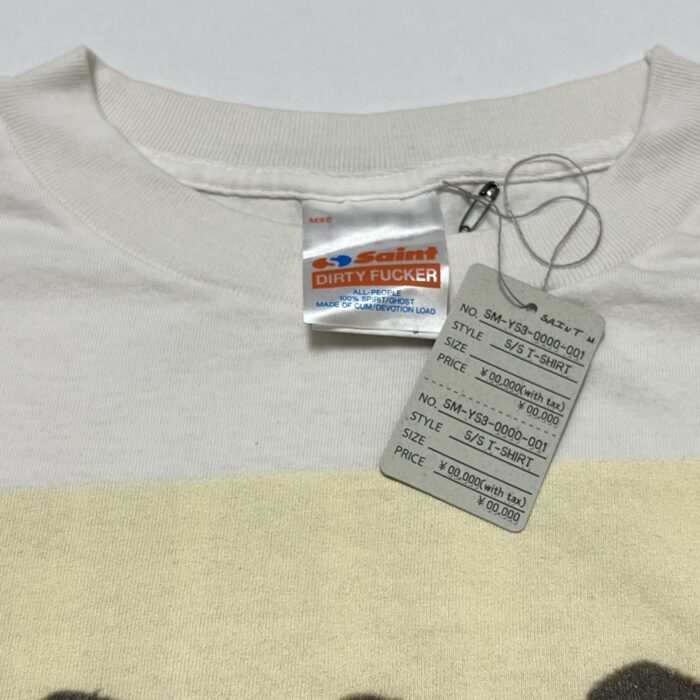 MX6
Saint
DIRTY FUCKER
ALL-PEOPLE
100% SPIRIT/GHOST
MADE OF CUM/DEVOTION LOAD
SAINT M
NO. SM-YS3-0000-001
STYLE S/S T-SHIRT
SIZE
PRICE ¥00,000(with tax)
¥00,000
NO. SM-YS3-0000-001
STYLE S/S T-SHIRT
SIZE
PRICE ¥00,000(with tax)
¥00,000